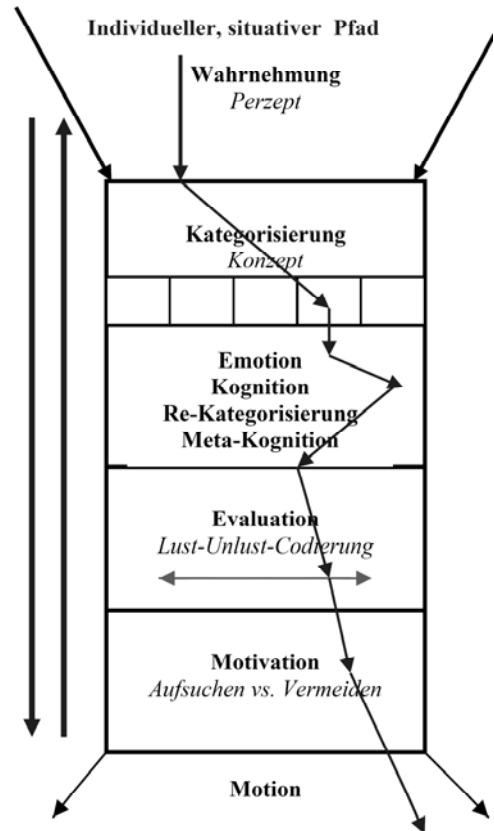 Individueller, situativer Pfad
Wahrnehmung
Perzept
Kategorisierung
Konzept
Emotion
Kognition
Re-Kategorisierung
Meta-Kognition
Evaluation
Lust-Unlust-Codierung
Motivation
Aufsuchen vs. Vermeiden
Motion